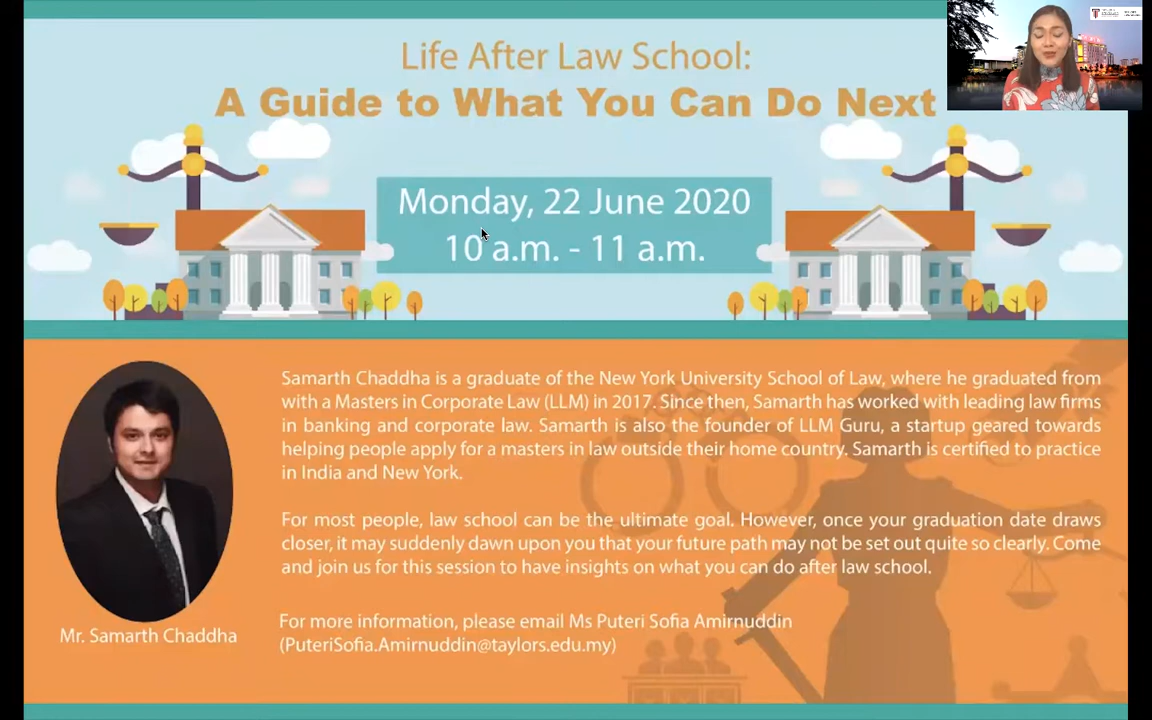 Life After Law School:
A Guide to What You Can Do Next
Monday, 22 June 2020
10 a.m. - 11 a.m.
Samarth Chaddha is a graduate of the New York University School of Law, where he graduated from
with a Masters in Corporate Law (LLM) in 2017. Since then, Samarth has worked with leading law firms
in banking and corporate law. Samarth is also the founder of LLM Guru, a startup geared towards
helping people apply for a masters in law outside their home country. Samarth is certified to practice
in India and New York.
For most people, law school can be the ultimate goal. However, once your graduation date draws
closer, it may suddenly dawn upon you that your future path may not be set out quite so clearly. Come
and join us for this session to have insights on what you can do after law school.
For more information, please email Ms Puteri Sofia Amirnuddin
(PuteriSofia.Amirnuddin@taylors.edu.my)
Mr. Samarth Chaddha